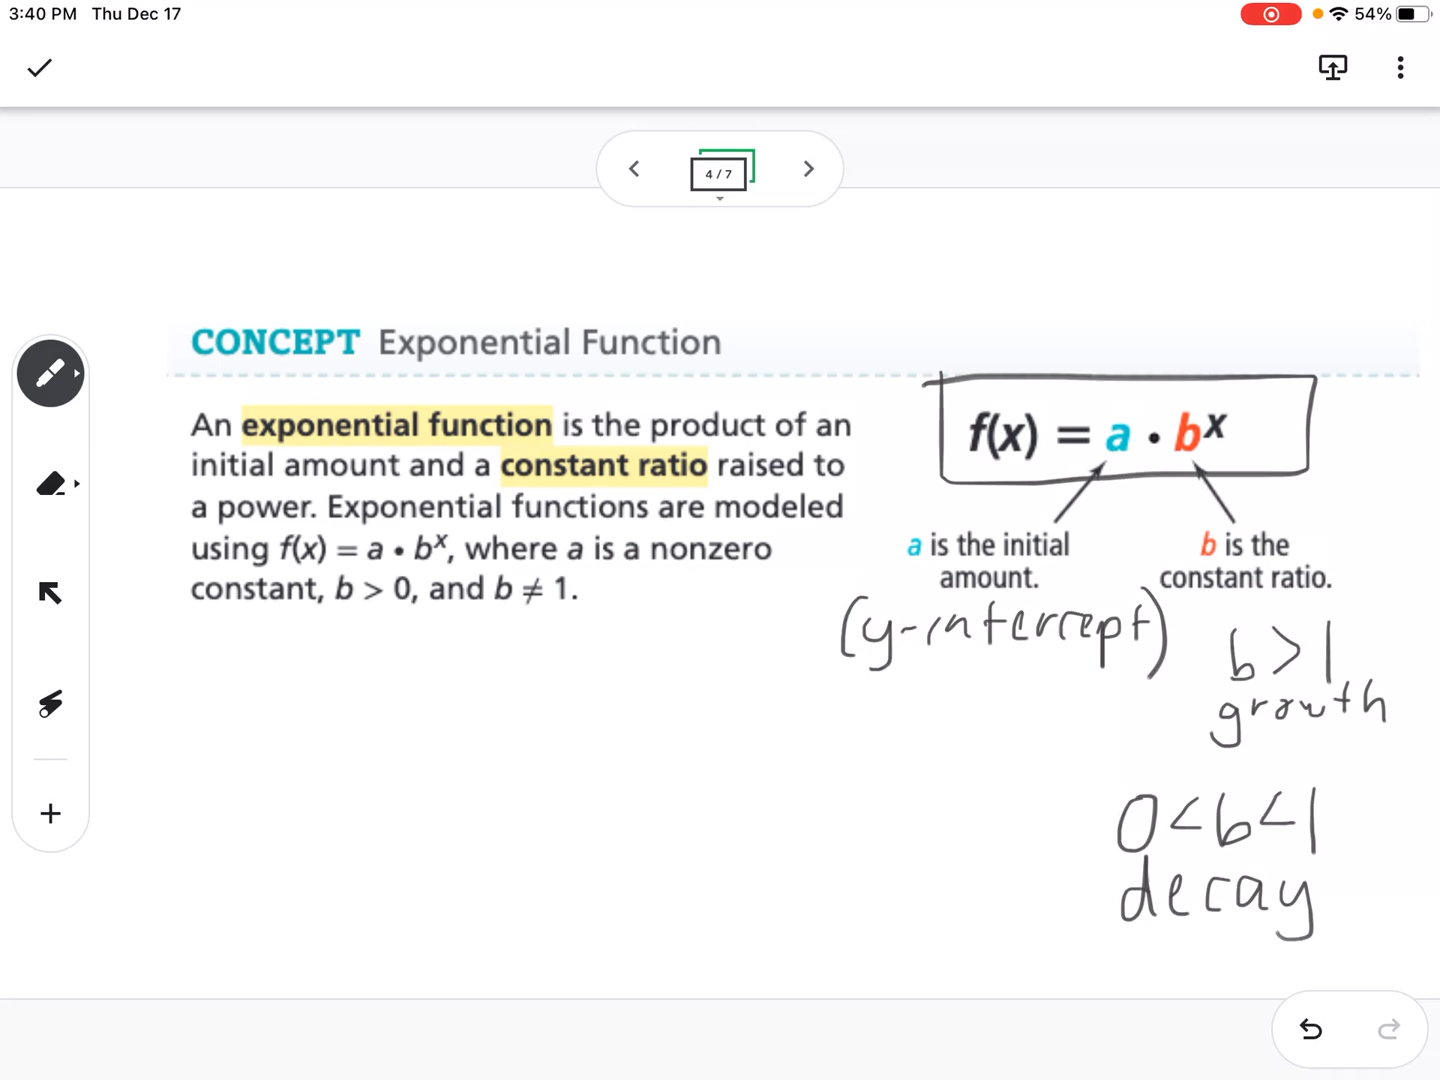 3:40 PM Thu Dec 17
54%
4 / 7
CONCEPT Exponential Function
An exponential function is the product of an
initial amount and a constant ratio raised to
a power. Exponential functions are modeled
using f(x) = a • bˣ, where a is a nonzero
constant, b > 0, and b ≠ 1.
f(x) = a • bˣ
a is the initial
amount.
(y-intercept)
b is the
constant ratio.
b > 1
growth
0 < b < 1
decay